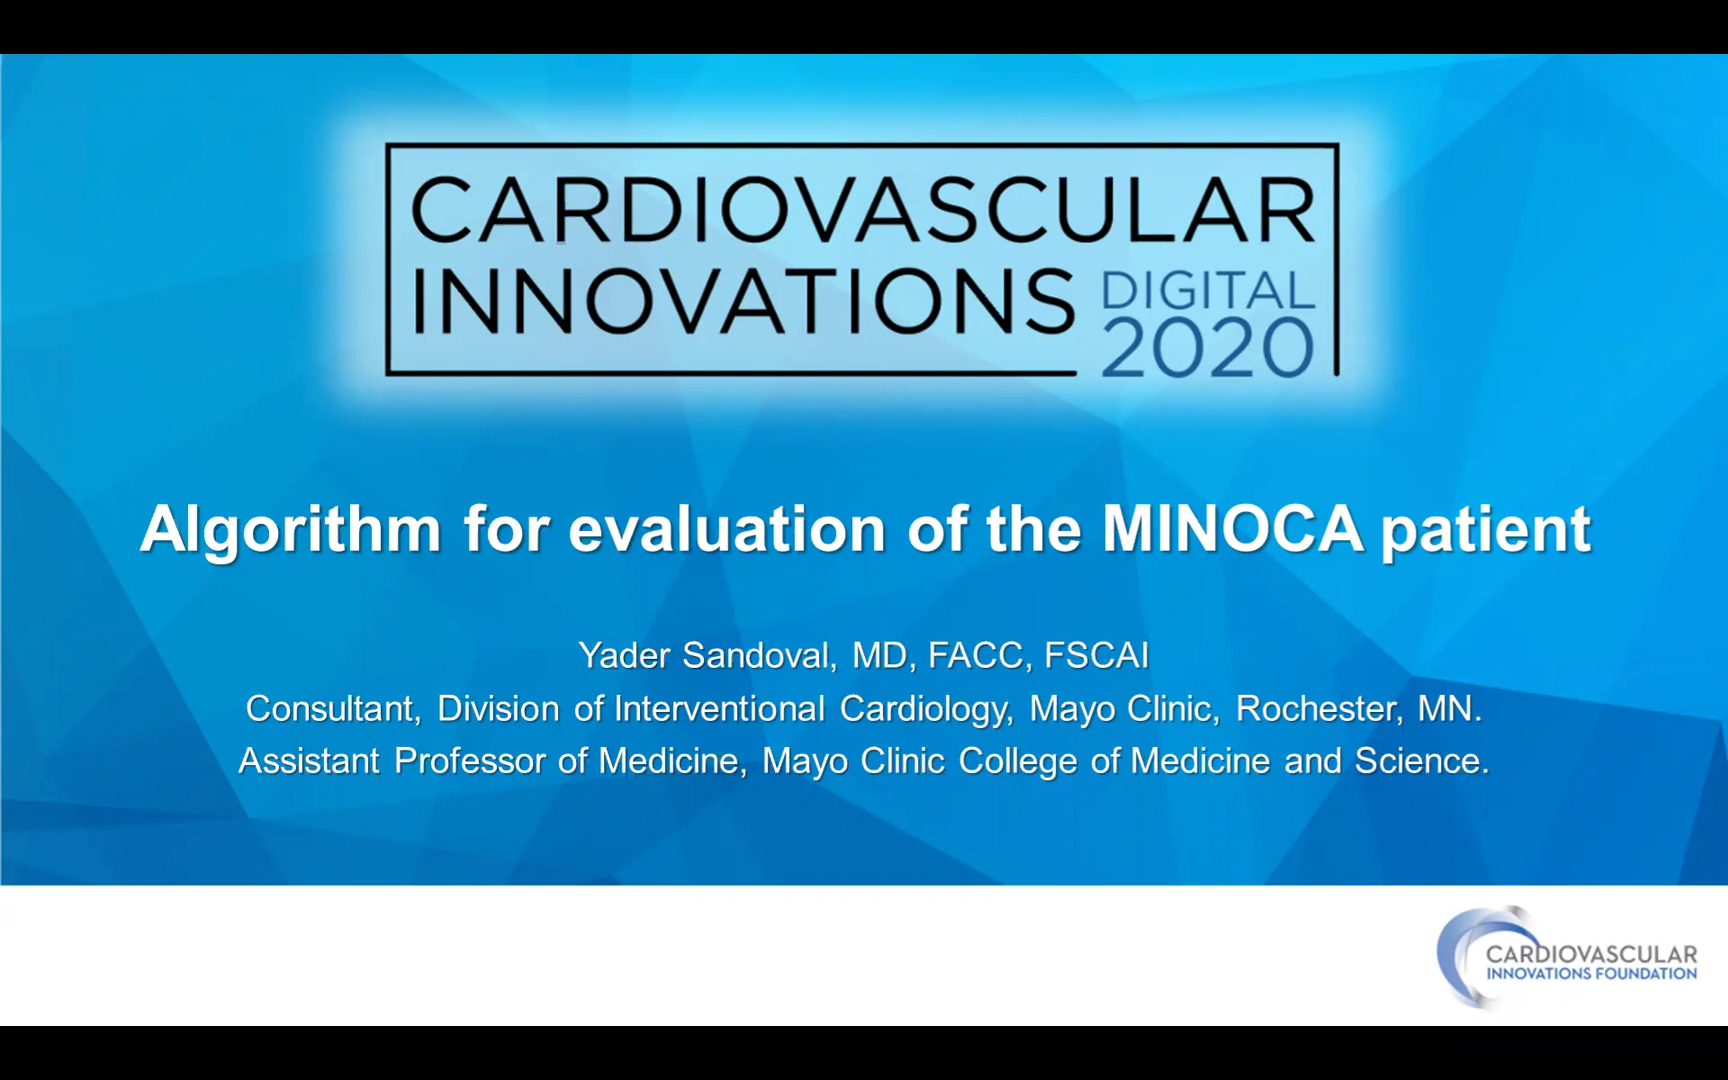 CARDIOVASCULAR
INNOVATIONS DIGITAL
2020
Algorithm for evaluation of the MINOCA patient
Yader Sandoval, MD, FACC, FSCAI
Consultant, Division of Interventional Cardiology, Mayo Clinic, Rochester, MN.
Assistant Professor of Medicine, Mayo Clinic College of Medicine and Science.
CARDIOVASCULAR
INNOVATIONS FOUNDATION